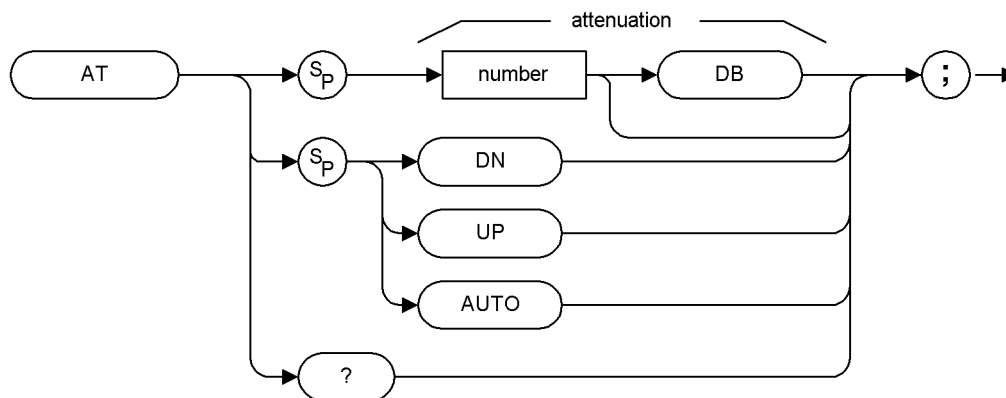 attenuation
AT
SP
number
DB
;
SP
DN
UP
AUTO
?